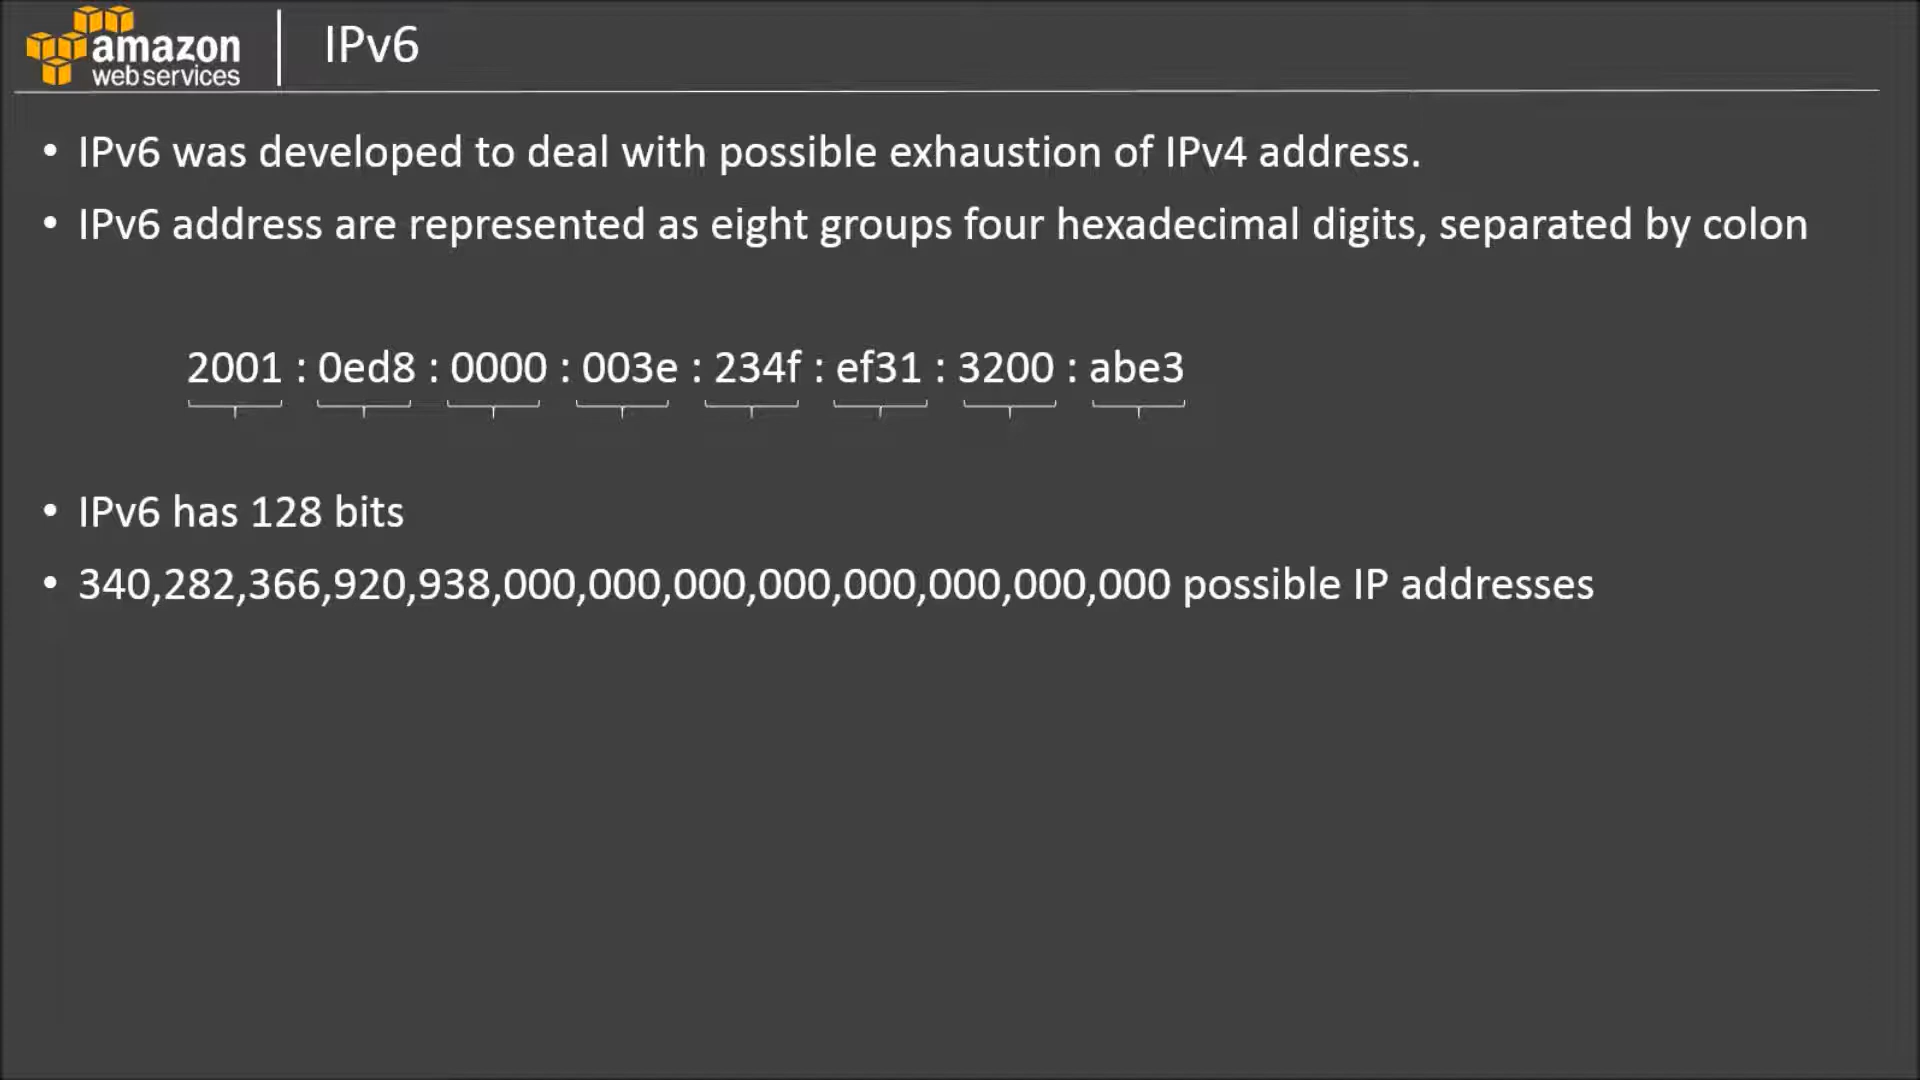 amazon
webservices
IPv6
• IPv6 was developed to deal with possible exhaustion of IPv4 address.
• IPv6 address are represented as eight groups four hexadecimal digits, separated by colon
2001 : 0ed8 : 0000 : 003e : 234f : ef31 : 3200 : abe3
• IPv6 has 128 bits
• 340,282,366,920,938,000,000,000,000,000,000,000,000 possible IP addresses